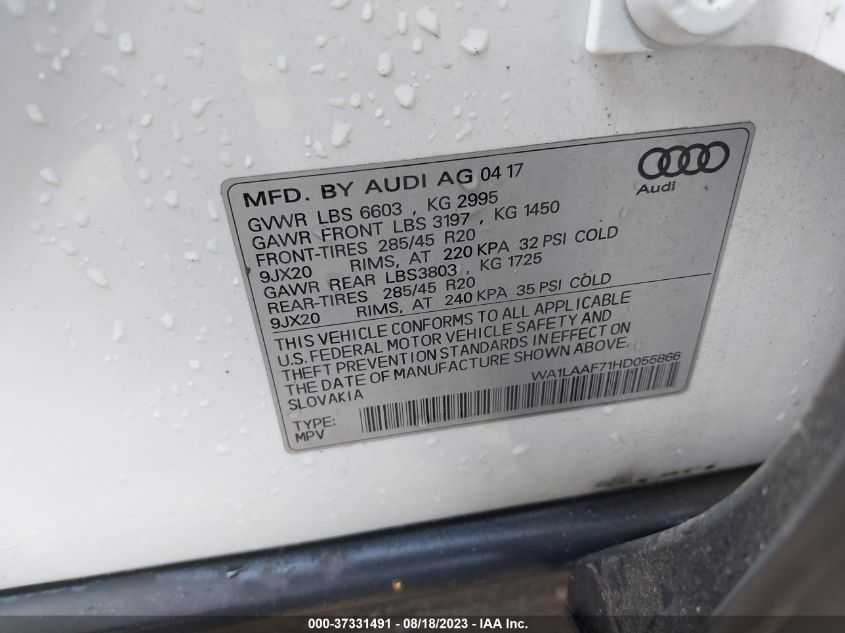 MFD. BY AUDI AG 04 17
Audi
GVWR LBS 6603 , KG 2995
GAWR FRONT LBS 3197 , KG 1450
FRONT-TIRES 285/45 R20
9JX20 RIMS, AT 220 KPA 32 PSI COLD
GAWR REAR LBS3803 , KG 1725
REAR-TIRES 285/45 R20
9JX20 RIMS, AT 240 KPA 35 PSI COLD
THIS VEHICLE CONFORMS TO ALL APPLICABLE
U.S. FEDERAL MOTOR VEHICLE SAFETY AND
THEFT PREVENTION STANDARDS IN EFFECT ON
THE DATE OF MANUFACTURE SHOWN ABOVE.
SLOVAKIA
WA1LAAF71HD055866
TYPE:
MPV
000-37331491 - 08/18/2023 - IAA Inc.